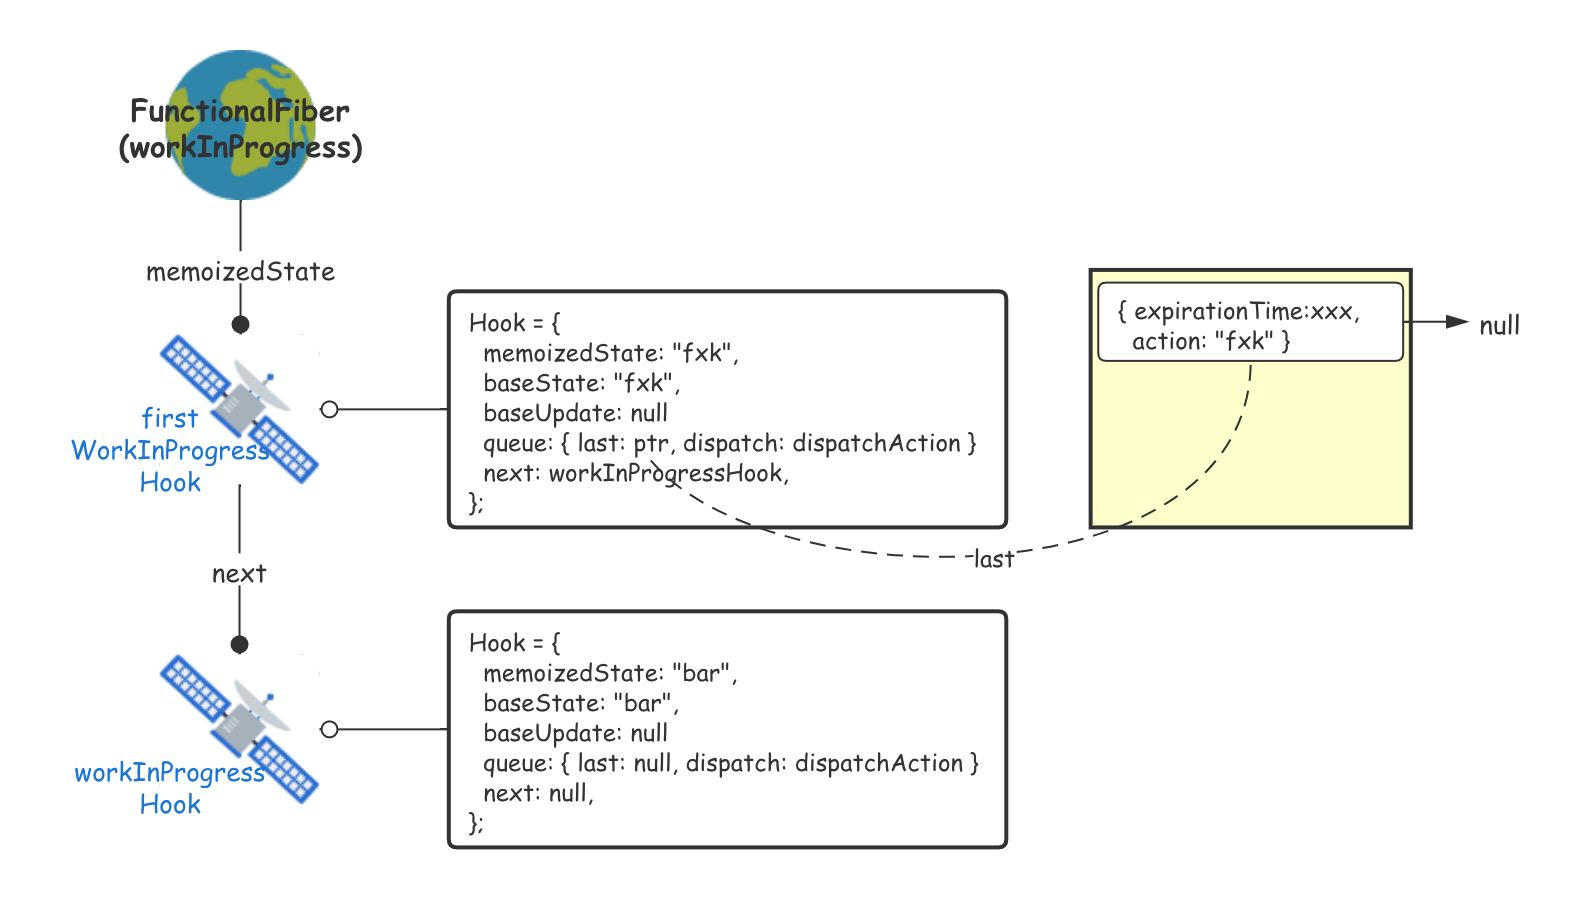 FunctionalFiber
(workInProgress)
memoizedState
first
WorkInProgress
Hook
next
workInProgress
Hook
Hook = {
memoizedState: "fxk",
baseState: "fxk",
baseUpdate: null
queue: { last: ptr, dispatch: dispatchAction }
next: workInProgressHook,
};
last
Hook = {
memoizedState: "bar",
baseState: "bar",
baseUpdate: null
queue: { last: null, dispatch: dispatchAction }
next: null,
};
{ expirationTime:xxx,
action: "fxk" }
null